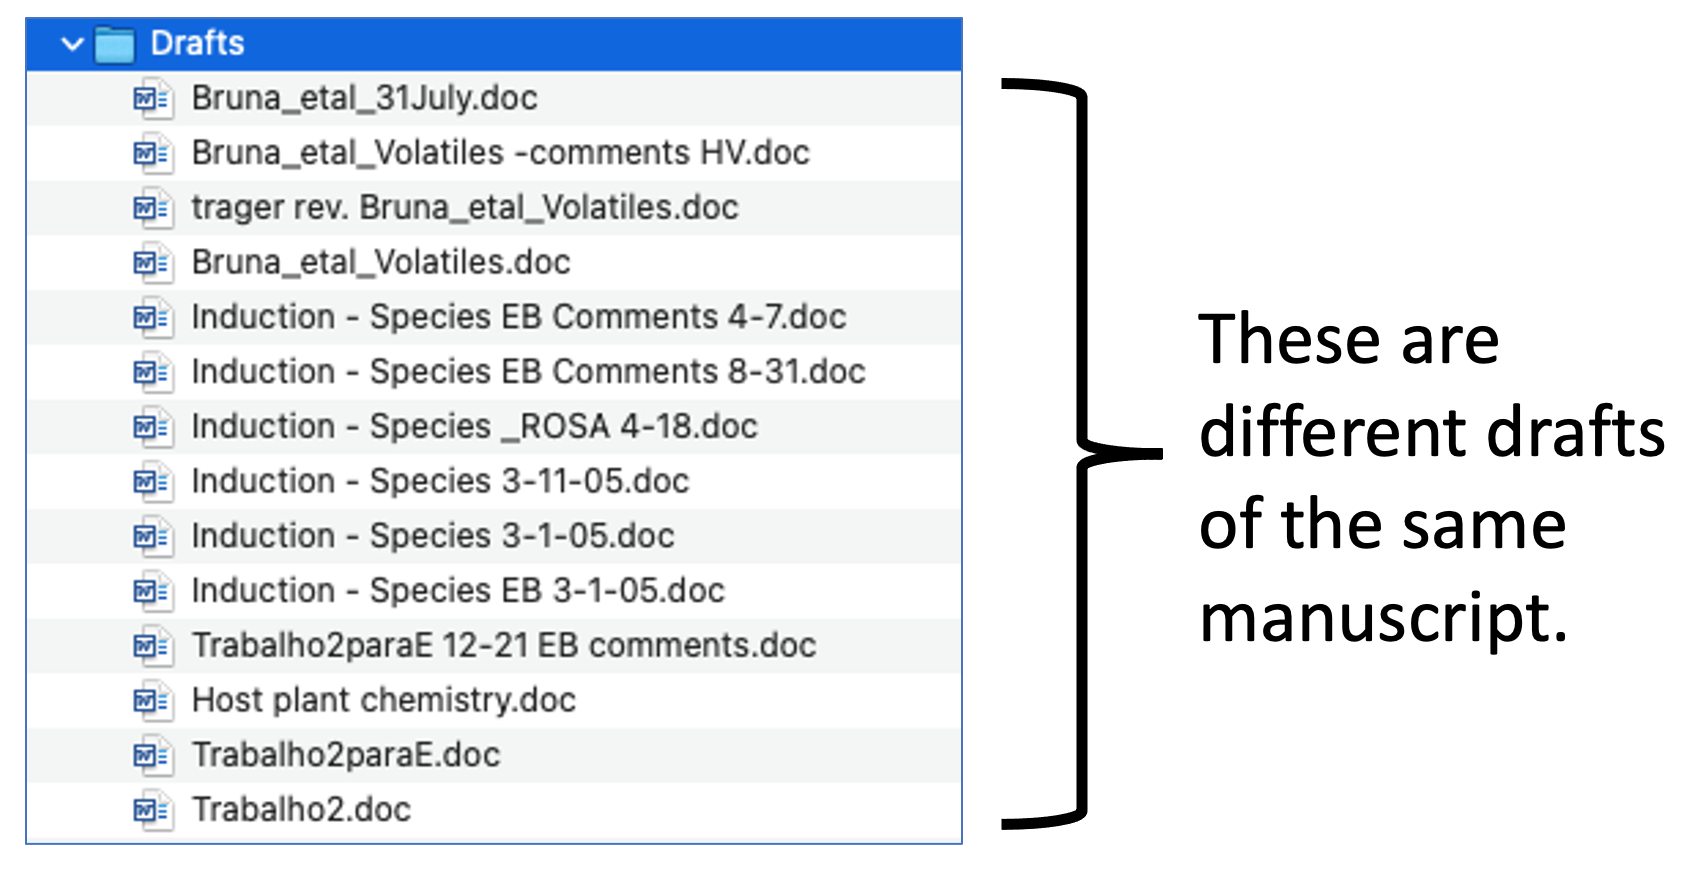 Drafts
Bruna_etal_31July.doc
Bruna_etal_Volatiles -comments HV.doc
trager rev. Bruna_etal_Volatiles.doc
Bruna_etal_Volatiles.doc
Induction - Species EB Comments 4-7.doc
Induction - Species EB Comments 8-31.doc
Induction - Species _ROSA 4-18.doc
Induction - Species 3-11-05.doc
Induction - Species 3-1-05.doc
Induction - Species EB 3-1-05.doc
Trabalho2paraE 12-21 EB comments.doc
Host plant chemistry.doc
Trabalho2paraE.doc
Trabalho2.doc
These are
different drafts
of the same
manuscript.